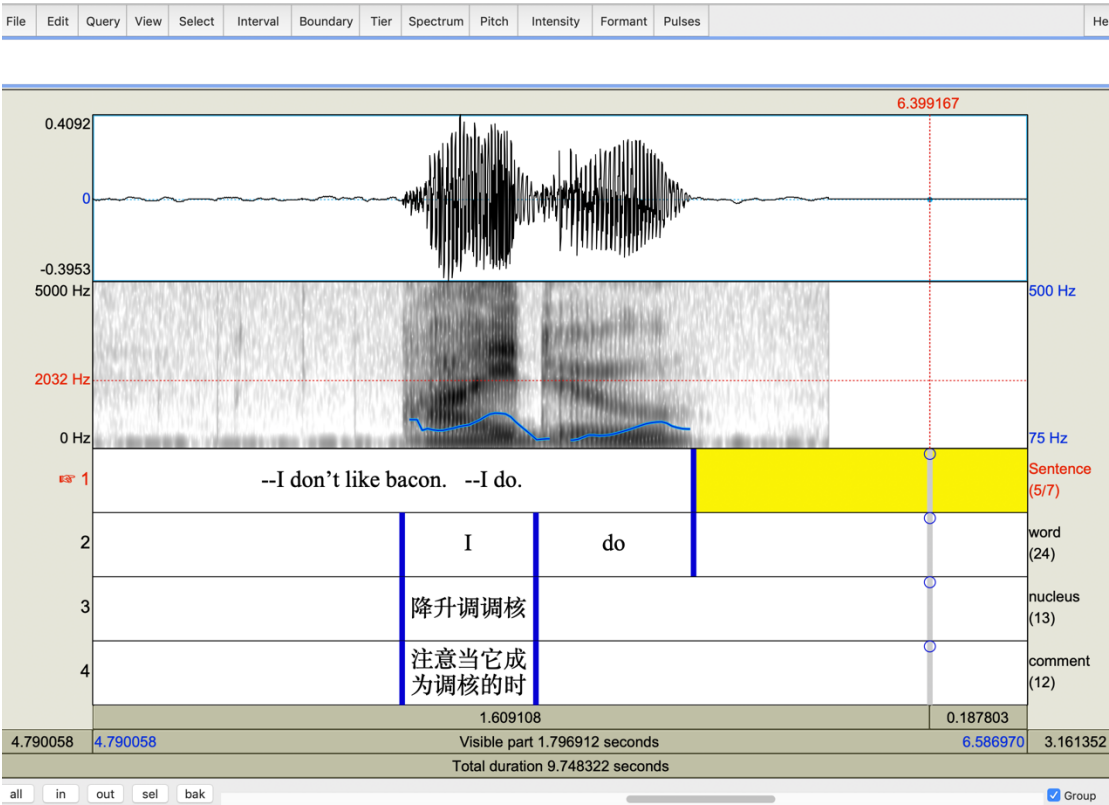 File Edit Query View Select Interval Boundary Tier Spectrum Pitch Intensity Formant Pulses He
6.399167
0.4092
0
-0.3953
5000 Hz 500 Hz
2032 Hz
0 Hz 75 Hz
☞ 1 --I don’t like bacon. --I do. Sentence
(5/7)
2 I do word
(24)
3 降升调调核 nucleus
(13)
4 注意当它成 comment
为调核的时 (12)
1.609108 0.187803
4.790058 4.790058 Visible part 1.796912 seconds 6.586970 3.161352
Total duration 9.748322 seconds
all in out sel bak Group